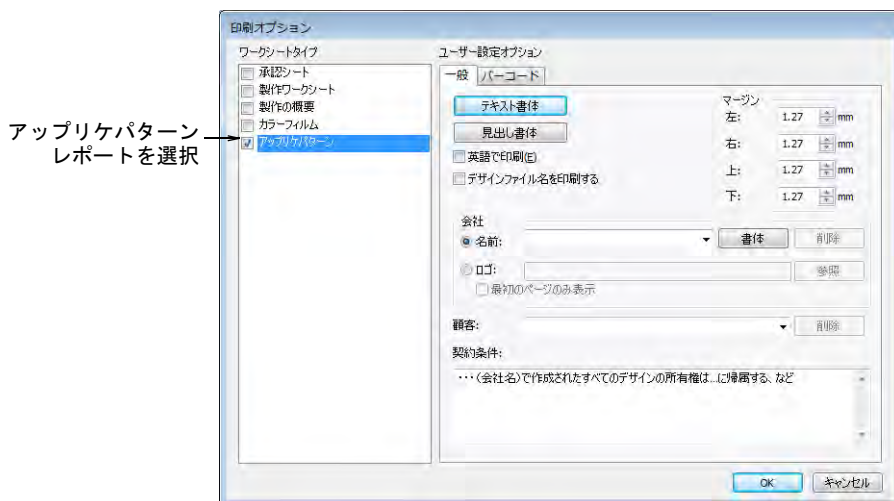 印刷オプション
ワークシートタイプ
承認シート
製作ワークシート
製作の概要
カラーフィルム
アップリケパターン
アップリケパターン
レポートを選択
ユーザー設定オプション
一般 バーコード
テキスト書体
見出し書体
英語で印刷(E)
デザインファイル名を印刷する
マージン
左: 1.27 mm
右: 1.27 mm
上: 1.27 mm
下: 1.27 mm
会社
名前: 書体 削除
ロゴ: 参照
最初のページのみ表示
顧客: 削除
契約条件:
・・・(会社名)で作成されたすべてのデザインの所有権は...に帰属する、など
OK キャンセル